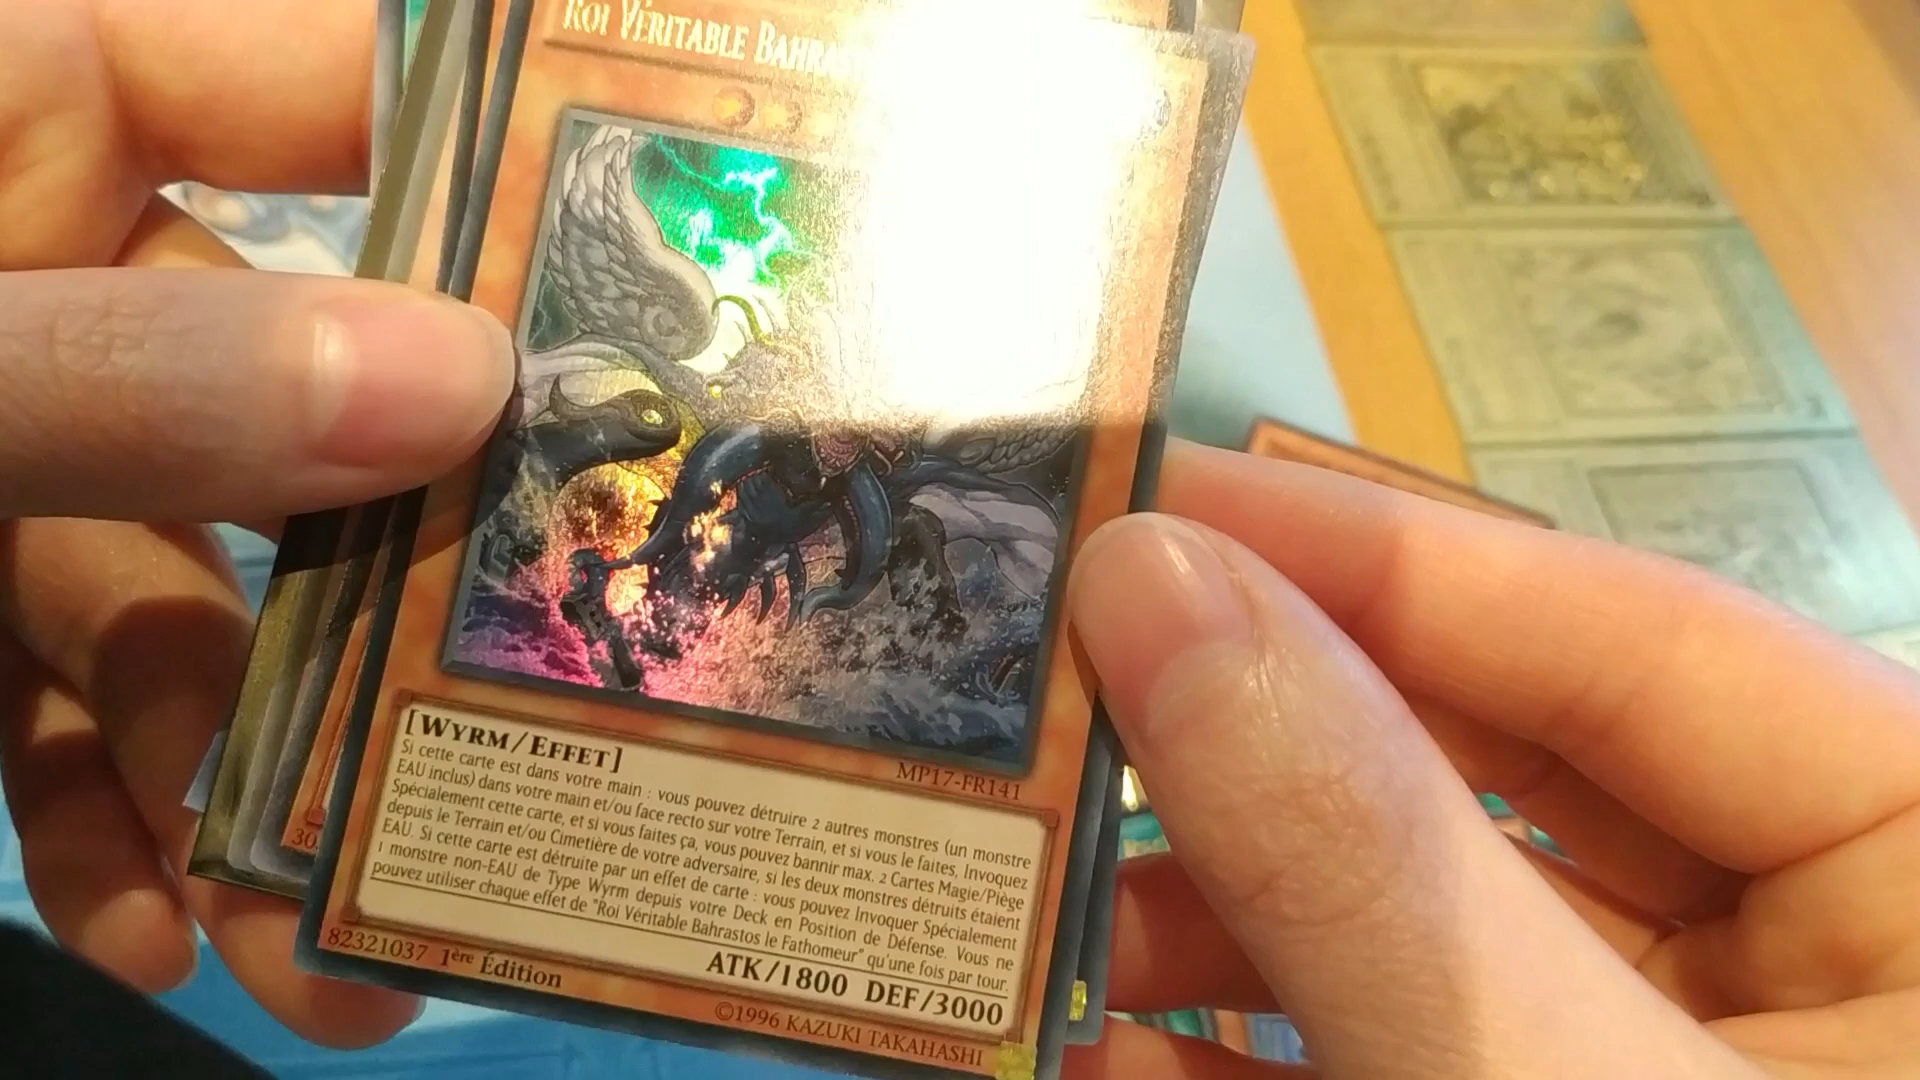 ROI VÉRITABLE BAHRAS
[WYRM/EFFET]
MP17-FR141
Si cette carte est dans votre main : vous pouvez détruire 2 autres monstres (un monstre
EAU inclus) dans votre main et/ou face recto sur votre Terrain, et si vous le faites, Invoquez
Spécialement cette carte, et si vous faites ça, vous pouvez bannir max. 2 Cartes Magie/Piège
depuis le Terrain et/ou Cimetière de votre adversaire, si les deux monstres détruits étaient
EAU. Si cette carte est détruite par un effet de carte : vous pouvez Invoquer Spécialement
1 monstre non-EAU de Type Wyrm depuis votre Deck en Position de Défense. Vous ne
pouvez utiliser chaque effet de "Roi Véritable Bahrastos le Fathomeur" qu'une fois par tour.
ATK/1800 DEF/3000
82321037 1ère Édition
©1996 KAZUKI TAKAHASHI
30